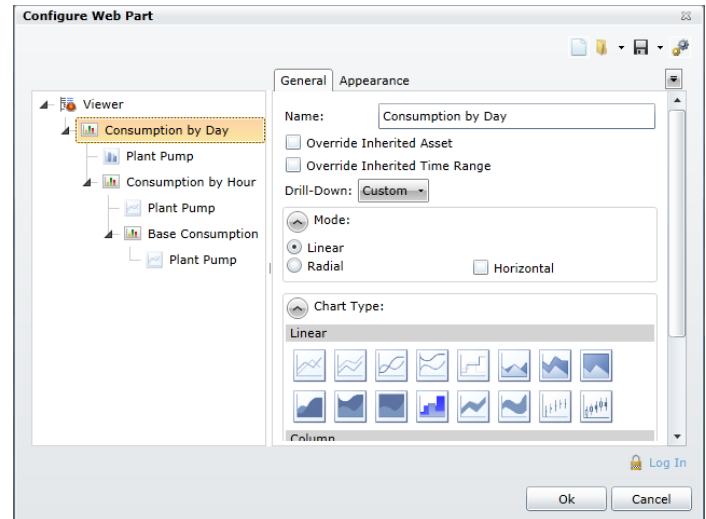 Configure Web Part
General Appearance
Viewer
Consumption by Day
Plant Pump
Consumption by Hour
Plant Pump
Base Consumption
Plant Pump
Name: Consumption by Day
Override Inherited Asset
Override Inherited Time Range
Drill-Down: Custom
Mode:
Linear
Radial
Horizontal
Chart Type:
Linear
Column
Log In
Ok Cancel